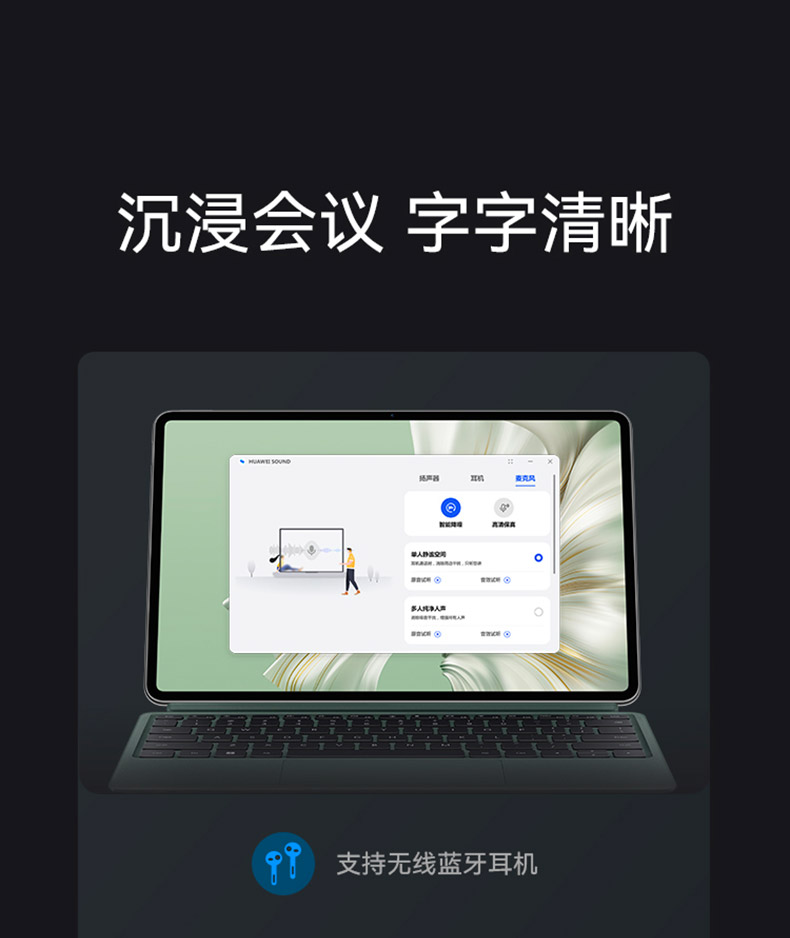 沉浸会议 字字清晰
HUAWEI SOUND
扬声器 耳机 麦克风
智能降噪 高清保真
单人静谧空间
原音试听 音效试听
多人纯净人声
原音试听 音效试听
支持无线蓝牙耳机